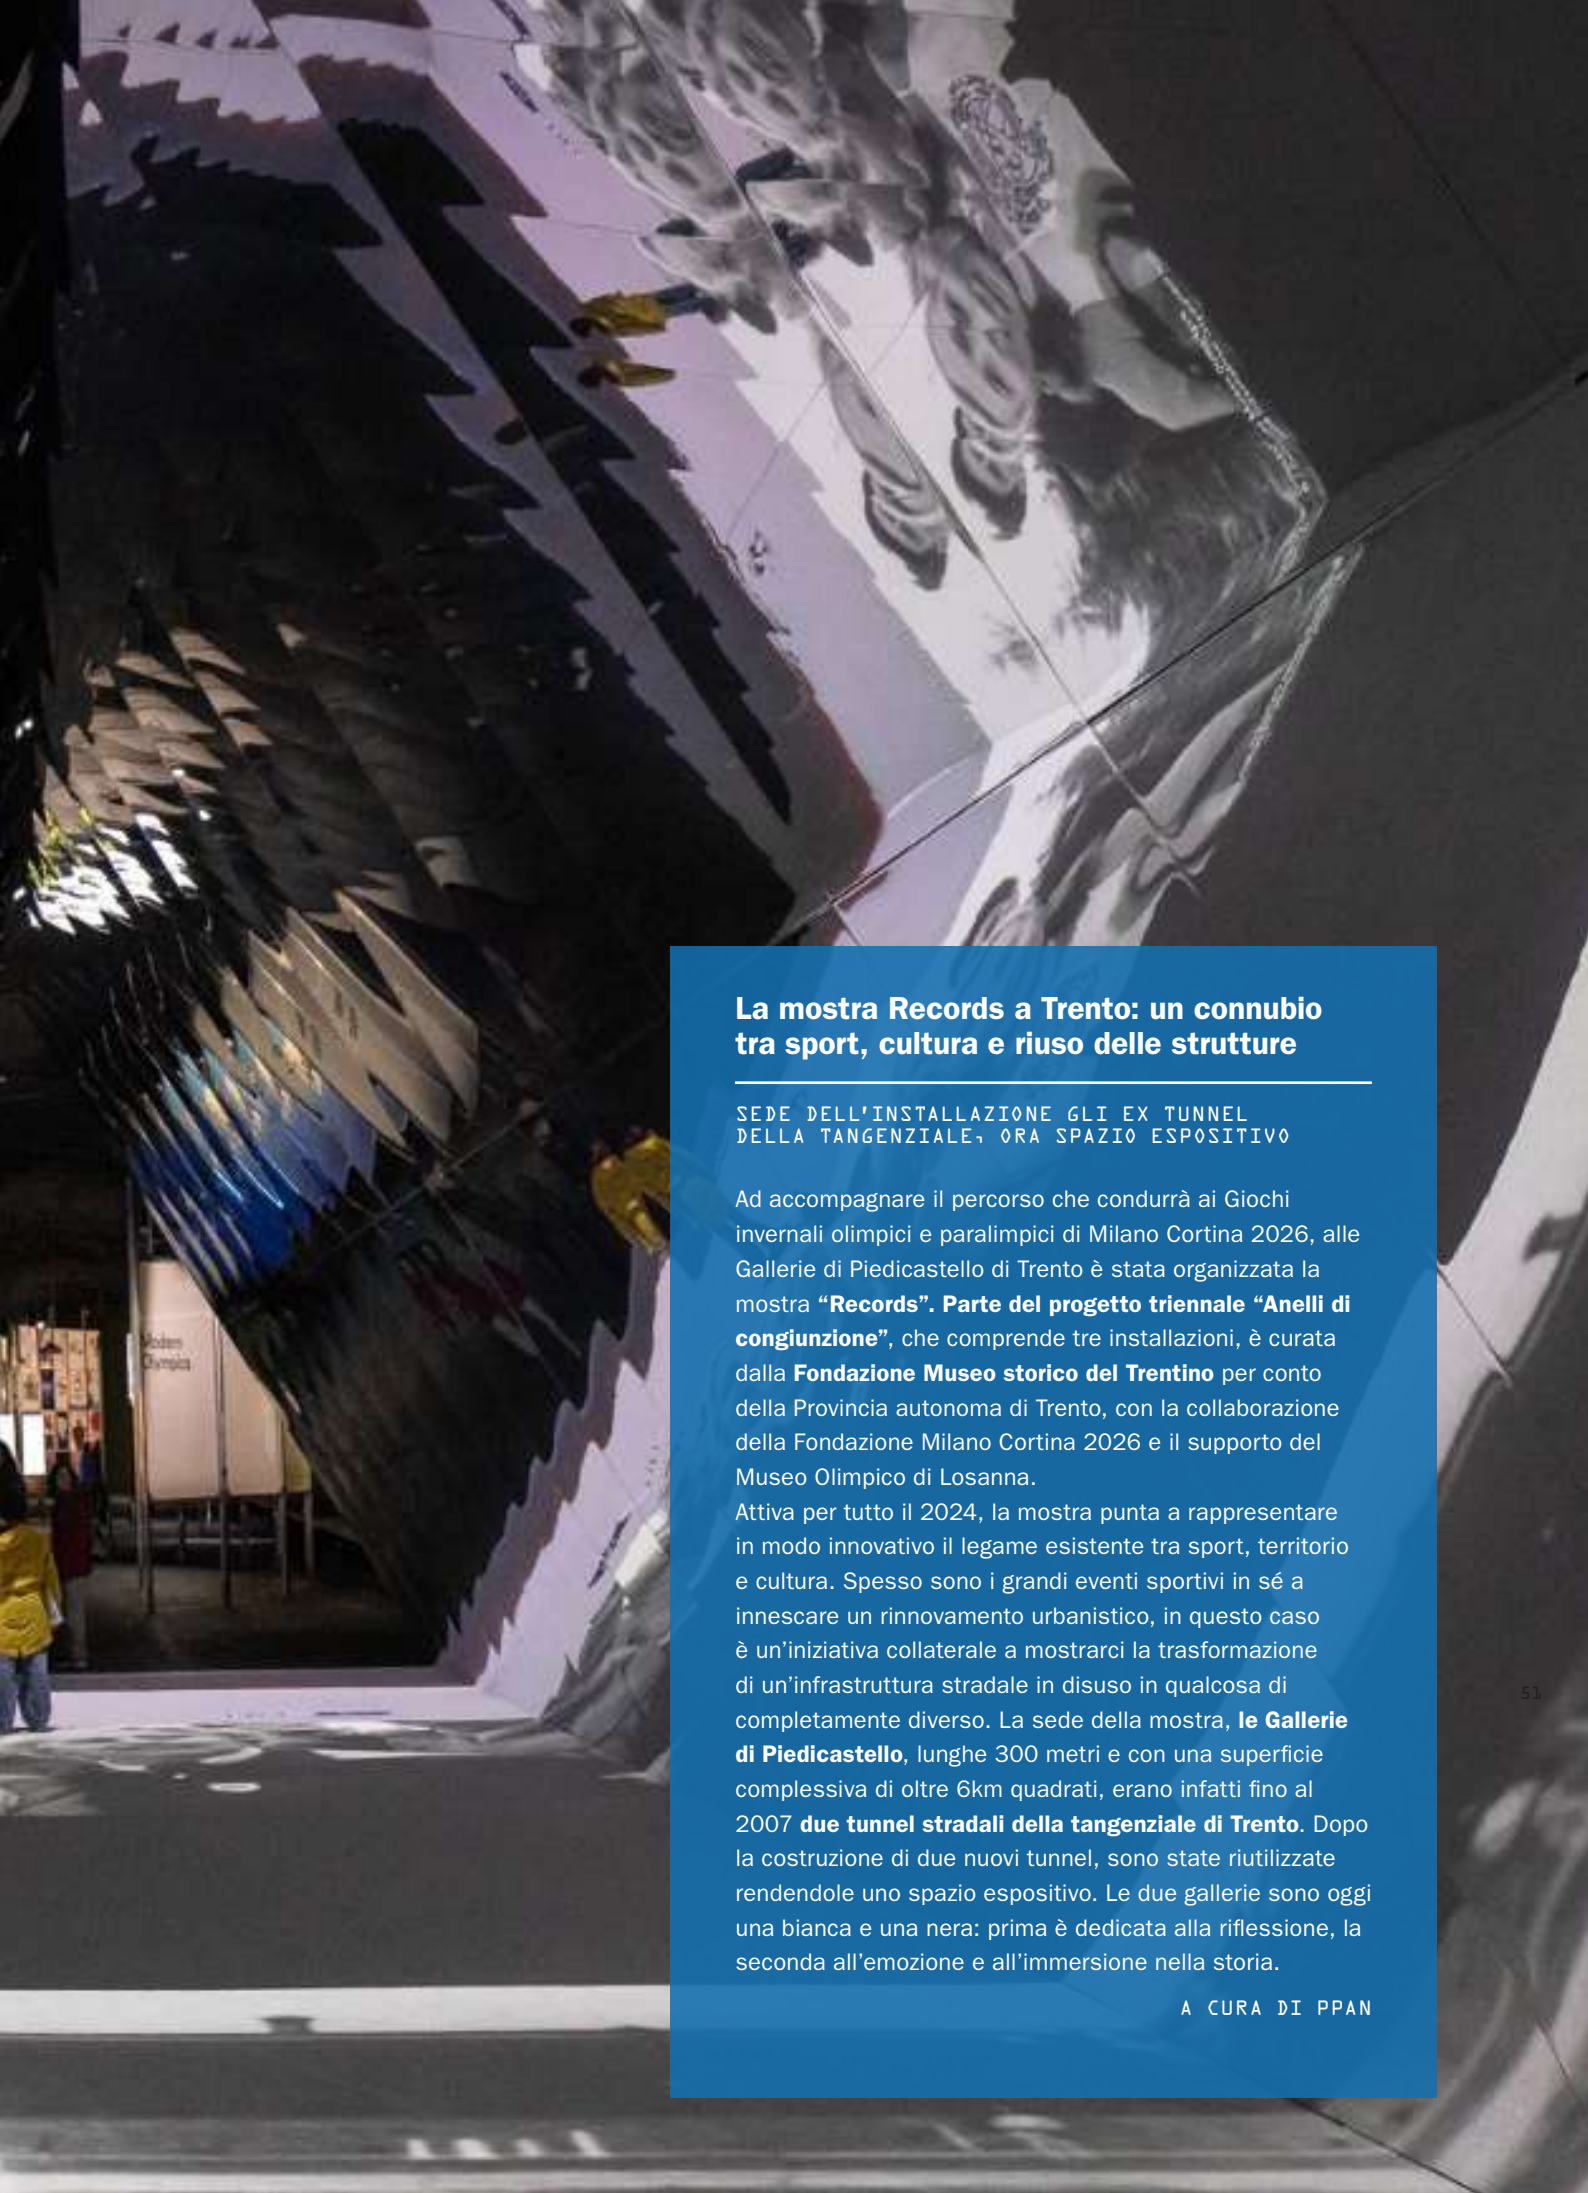 La mostra Records a Trento: un connubio
tra sport, cultura e riuso delle strutture
SEDE DELL'INSTALLAZIONE GLI EX TUNNEL
DELLA TANGENZIALE, ORA SPAZIO ESPOSITIVO
Ad accompagnare il percorso che condurrà ai Giochi
invernali olimpici e paralimpici di Milano Cortina 2026, alle
Gallerie di Piedicastello di Trento è stata organizzata la
mostra “Records”. Parte del progetto triennale “Anelli di
congiunzione”, che comprende tre installazioni, è curata
dalla Fondazione Museo storico del Trentino per conto
della Provincia autonoma di Trento, con la collaborazione
della Fondazione Milano Cortina 2026 e il supporto del
Museo Olimpico di Losanna.
Attiva per tutto il 2024, la mostra punta a rappresentare
in modo innovativo il legame esistente tra sport, territorio
e cultura. Spesso sono i grandi eventi sportivi in sé a
innescare un rinnovamento urbanistico, in questo caso
è un’iniziativa collaterale a mostrarci la trasformazione
di un’infrastruttura stradale in disuso in qualcosa di
completamente diverso. La sede della mostra, le Gallerie
di Piedicastello, lunghe 300 metri e con una superficie
complessiva di oltre 6km quadrati, erano infatti fino al
2007 due tunnel stradali della tangenziale di Trento. Dopo
la costruzione di due nuovi tunnel, sono state riutilizzate
rendendole uno spazio espositivo. Le due gallerie sono oggi
una bianca e una nera: prima è dedicata alla riflessione, la
seconda all’emozione e all’immersione nella storia.
A CURA DI PPAN
Modern
Olympics
51